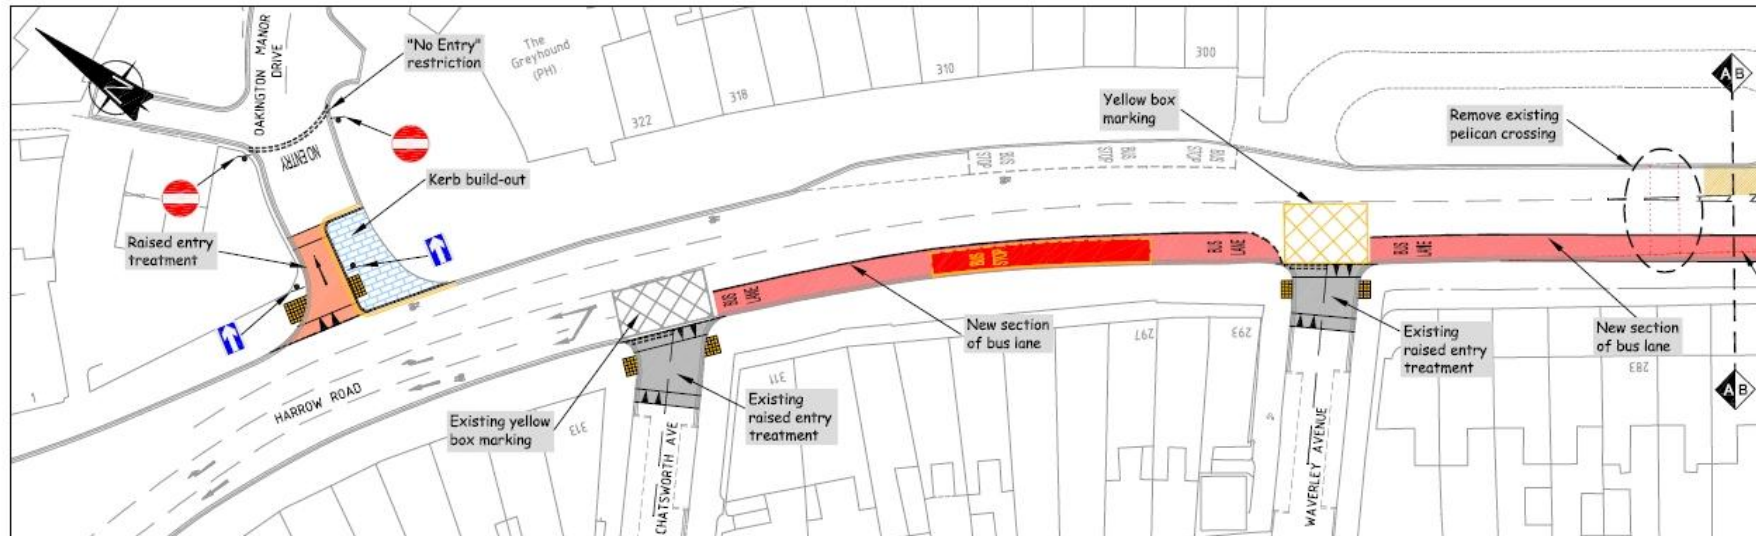 OAKINGTON MANOR
DRIVE
"No Entry"
restriction
The
Greyhound
(PH)
322
318
310
300
NO ENTRY
N
Kerb build-out
Raised entry
treatment
Yellow box
marking
Remove existing
pelican crossing
A B
BUS
STOP
BUS
STOP
BUS
STOP
BUS
LANE
BUS
STOP
BUS
LANE
BUS
LANE
New section
of bus lane
New section
of bus lane
Existing
raised entry
treatment
Existing
raised entry
treatment
Existing yellow
box marking
HARROW ROAD
CHATSWORTH AVE
WAVERLEY AVENUE
313
311
297
293
283
1
A B